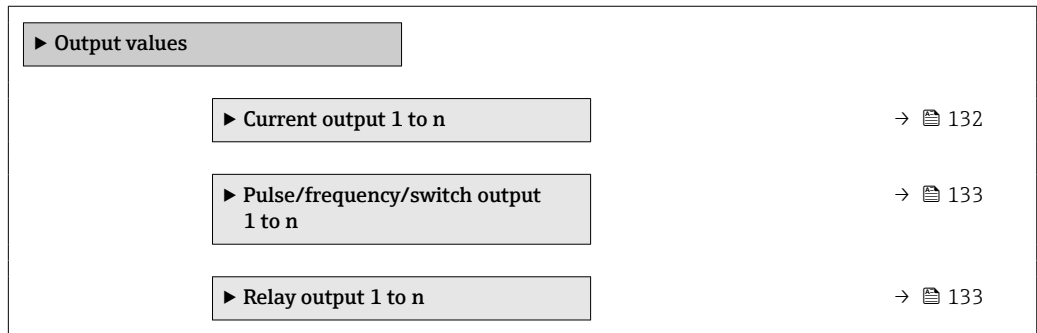 ► Output values
► Current output 1 to n → 132
► Pulse/frequency/switch output
1 to n → 133
► Relay output 1 to n → 133